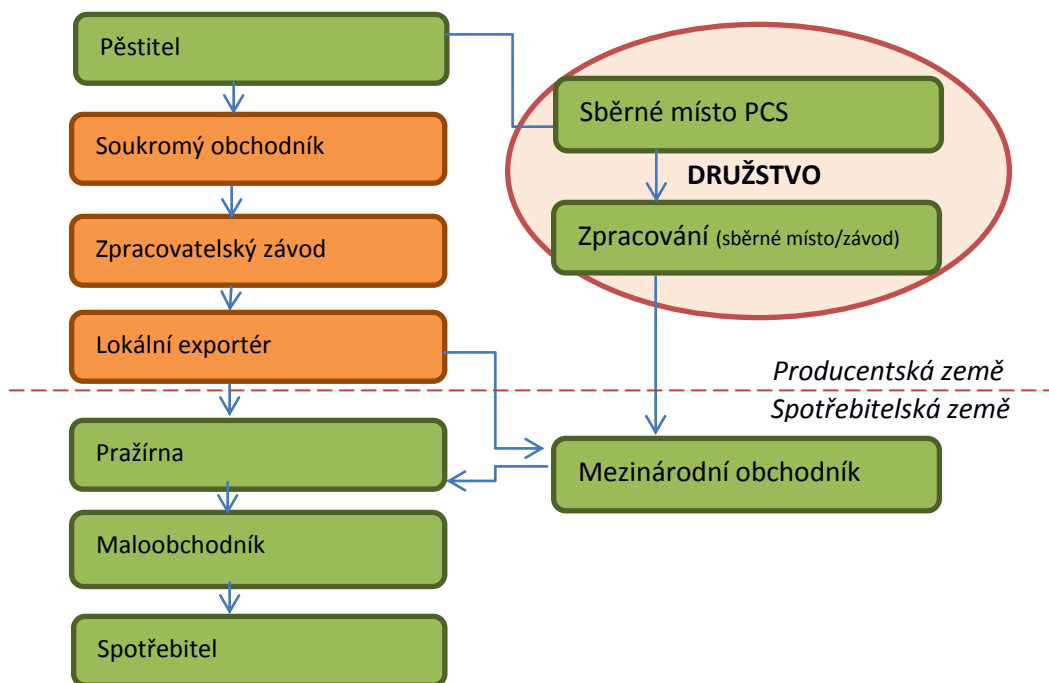 Pěstitel
Soukromý obchodník
Zpracovatelský závod
Lokální exportér
Pražírna
Maloobchodník
Spotřebitel
Sběrné místo PCS
DRUŽSTVO
Zpracování (sběrné místo/závod)
Producentská země
Spotřebitelská země
Mezinárodní obchodník